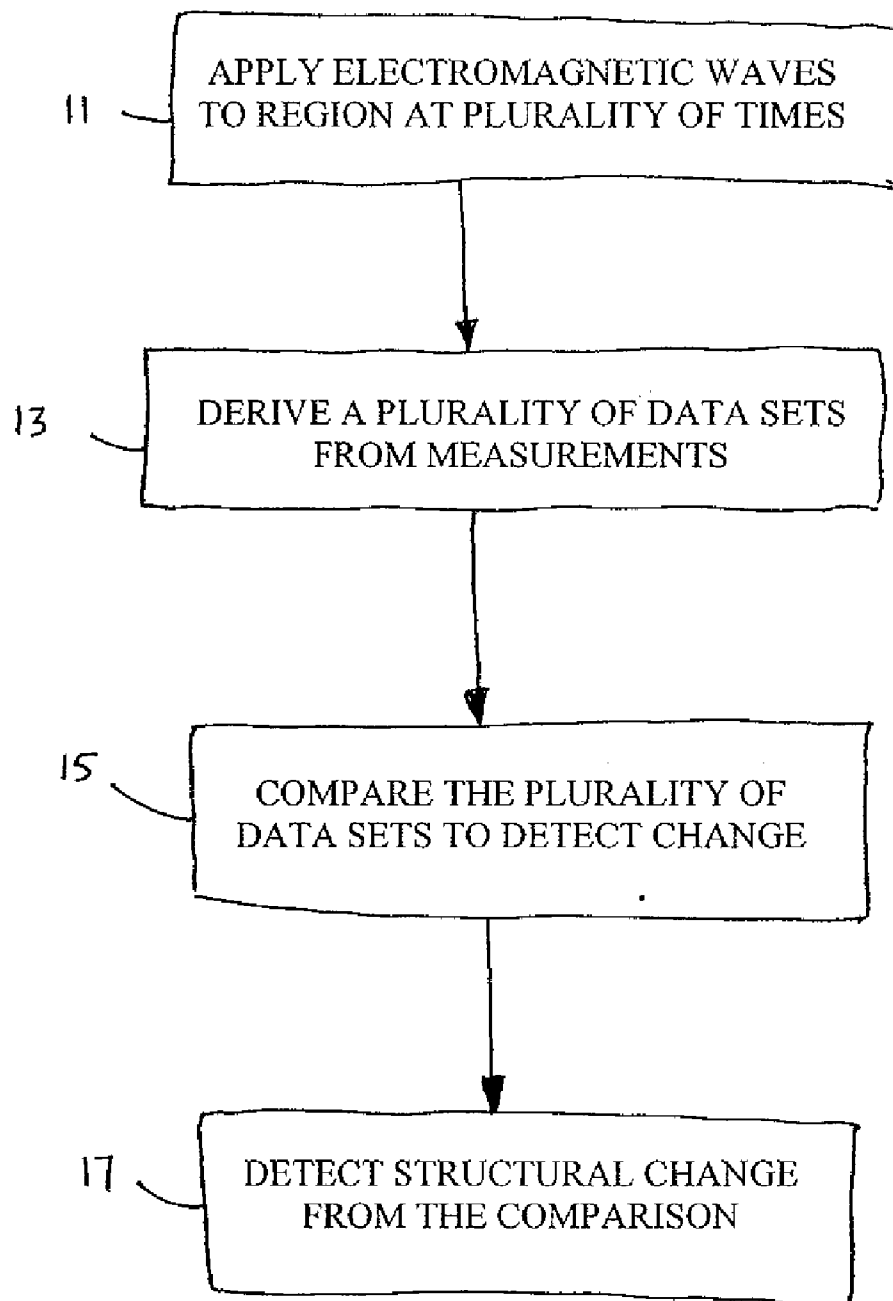 11
APPLY ELECTROMAGNETIC WAVES
TO REGION AT PLURALITY OF TIMES
13
DERIVE A PLURALITY OF DATA SETS
FROM MEASUREMENTS
15
COMPARE THE PLURALITY OF
DATA SETS TO DETECT CHANGE
17
DETECT STRUCTURAL CHANGE
FROM THE COMPARISON